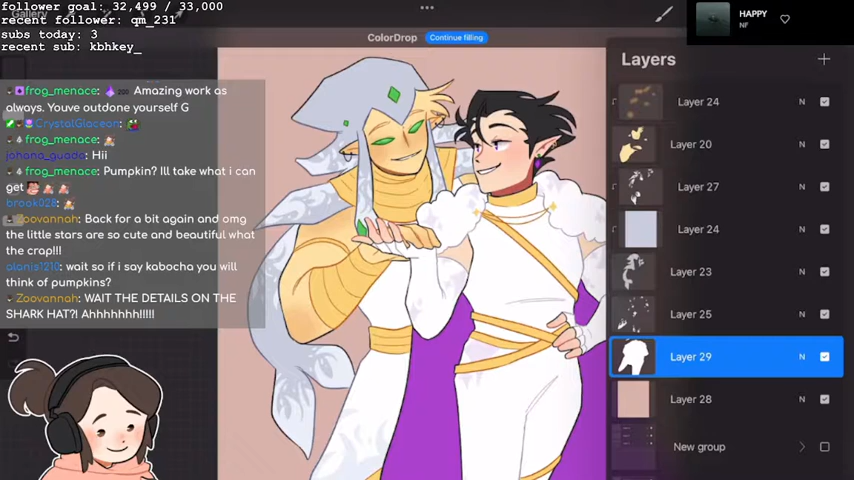 follower goal: 32,499 / 33,000
recent follower: qm_231
subs today: 3
recent sub: kbhkey_
Gallery
ColorDrop Continue filling
HAPPY
NF
Layers
frog_menace: 200 Amazing work as
always. Youve outdone yourself G
CrystalGlaceon:
frog_menace:
johana_guada: Hii
frog_menace: Pumpkin? Ill take what i can
get
brook028:
Zoovannah: Back for a bit again and omg
the little stars are so cute and beautiful what
the crap!!!
alanis1210: wait so if i say kabocha you will
think of pumpkins?
Zoovannah: WAIT THE DETAILS ON THE
SHARK HAT?! Ahhhhhhh!!!!!
Layer 24 N
Layer 20 N
Layer 27 N
Layer 24 N
Layer 23 N
Layer 25 N
Layer 29 N
Layer 28 N
New group